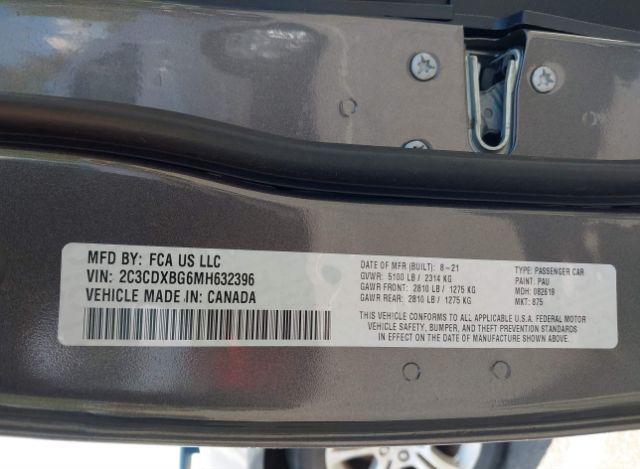 MFD BY: FCA US LLC
VIN: 2C3CDXBG6MH632396
VEHICLE MADE IN: CANADA
DATE OF MFR (BUILT): 8-21
GVWR: 5100 LB / 2314 KG
GAWR FRONT: 2810 LB / 1275 KG
GAWR REAR: 2810 LB / 1275 KG
TYPE: PASSENGER CAR
PAINT: PAU
MDH: 082619
MKT: 875
THIS VEHICLE CONFORMS TO ALL APPLICABLE U.S.A. FEDERAL MOTOR
VEHICLE SAFETY, BUMPER, AND THEFT PREVENTION STANDARDS
IN EFFECT ON THE DATE OF MANUFACTURE SHOWN ABOVE.